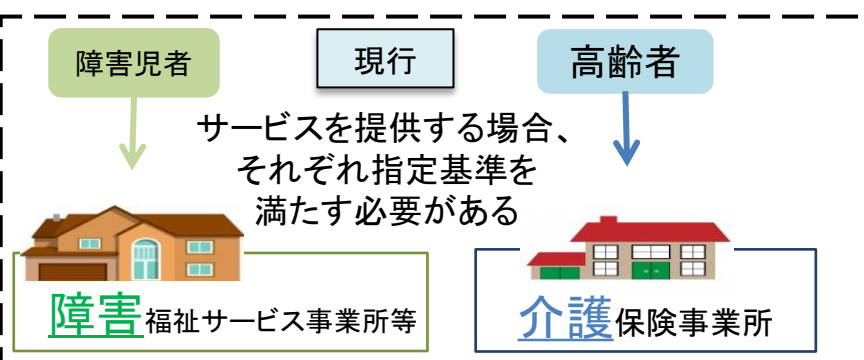 障害児者
現行
高齢者
サービスを提供する場合、
それぞれ指定基準を
満たす必要がある
障害福祉サービス事業所等
介護保険事業所